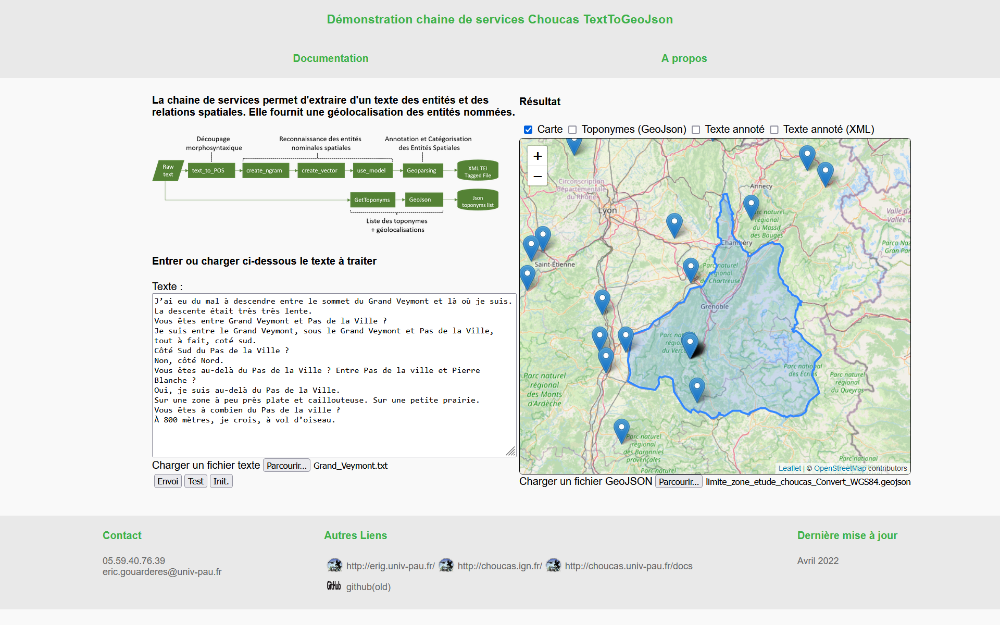 Démonstration chaine de services Choucas TextToGeoJson
Documentation
A propos
La chaine de services permet d'extraire d'un texte des entités et des
relations spatiales. Elle fournit une géolocalisation des entités nommées.
Découpage
morphosyntaxique
Reconnaissance des entités
nominales spatiales
Annotation et Catégorisation
des Entités Spatiales
Raw
text
text_to_POS
create_ngram
create_vector
use_model
Geoparsing
XML TEI
Tagged File
GetToponyms
GeoJson
Json
toponyms list
Liste des toponymes
+ géolocalisations
Entrer ou charger ci-dessous le texte à traiter
Texte :
J’ai eu du mal à descendre entre le sommet du Grand Veymont et là où je suis.
La descente était très très lente.
Vous êtes entre Grand Veymont et Pas de la Ville ?
Je suis entre le Grand Veymont, sous le Grand Veymont et Pas de la Ville,
tout à fait, coté sud.
Côté Sud du Pas de la Ville ?
Non, côté Nord.
Vous êtes au-delà du Pas de la Ville ? Entre Pas de la ville et Pierre
Blanche ?
Oui, je suis au-delà du Pas de la Ville.
Sur une zone à peu près plate et caillouteuse. Sur une petite prairie.
Vous êtes à combien du Pas de la ville ?
À 800 mètres, je crois, à vol d’oiseau.
Charger un fichier texte Parcourir... Grand_Veymont.txt
Envoi Test Init.
Résultat
Carte Toponymes (GeoJson) Texte annoté Texte annoté (XML)
+
−
Circonscription
départementale
du Rhône
Lyon
Annecy
Parc naturel
régional
du Massif
des Bauges
Valle d'A
Vallée d
Chambéry
Parco Naz
Gran Par
Saint-Étienne
Parc naturel
régional
de Chartreuse
Grenoble
Parc
régio
du Verc
Parc national
des Écrins
Parc naturel
régional
des Monts
d'Ardèche
Parc naturel
régional
du Queyras
Parc naturel
régional
des Baronnies
provençales
Parc naturel
Parc national
Leaflet | © OpenStreetMap contributors
Charger un fichier GeoJSON Parcourir... limite_zone_etude_choucas_Convert_WGS84.geojson
Contact
05.59.40.76.39
eric.gouarderes@univ-pau.fr
Autres Liens
http://erig.univ-pau.fr/ http://choucas.ign.fr/ http://choucas.univ-pau.fr/docs
GitHub github(old)
Dernière mise à jour
Avril 2022